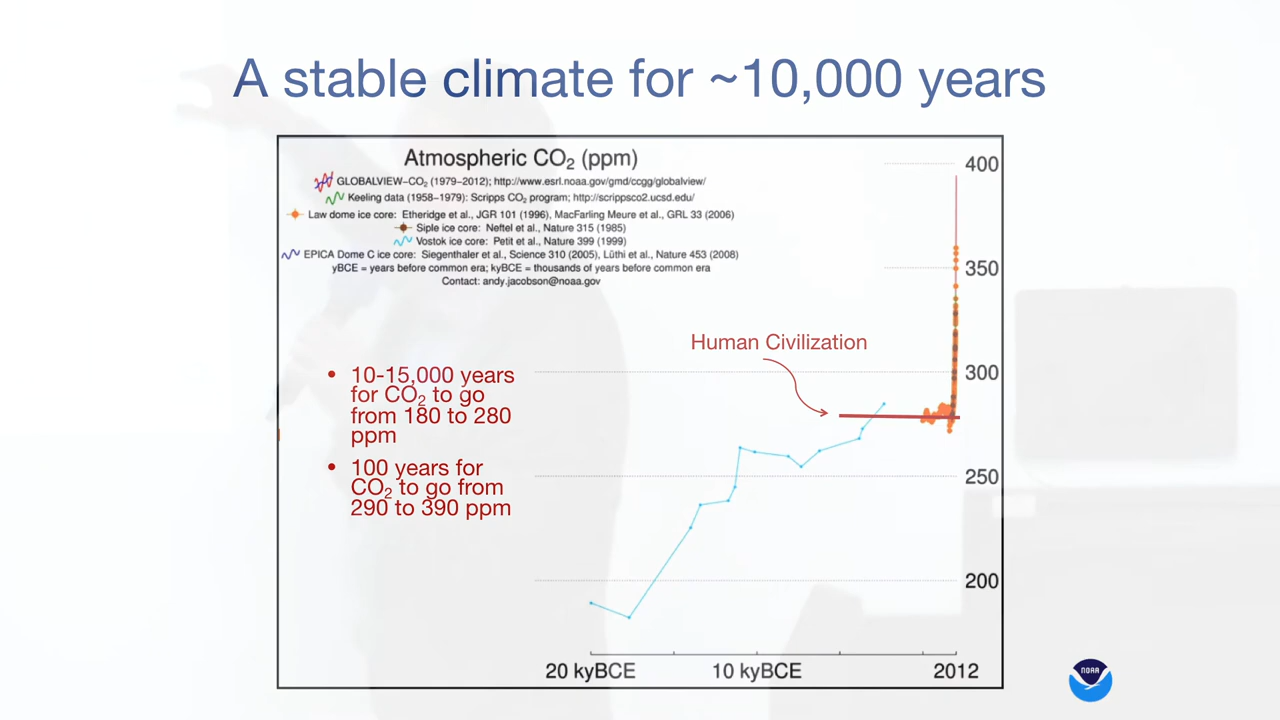 A stable climate for ~10,000 years
Atmospheric CO₂ (ppm)
GLOBALVIEW-CO₂ (1979-2012); http://www.esrl.noaa.gov/gmd/ccgg/globalview/
Keeling data (1958-1979): Scripps CO₂ program; http://scrippsco2.ucsd.edu/
Law dome ice core: Etheridge et al., JGR 101 (1996), MacFarling Meure et al., GRL 33 (2006)
Siple ice core: Neftel et al., Nature 315 (1985)
Vostok ice core: Petit et al., Nature 399 (1999)
EPICA Dome C ice core: Siegenthaler et al., Science 310 (2005), Lüthi et al., Nature 453 (2008)
yBCE = years before common era; kyBCE = thousands of years before common era
Contact: andy.jacobson@noaa.gov
400
350
300
250
200
Human Civilization
• 10-15,000 years
for CO₂ to go
from 180 to 280
ppm
• 100 years for
CO₂ to go from
290 to 390 ppm
20 kyBCE
10 kyBCE
2012
NOAA